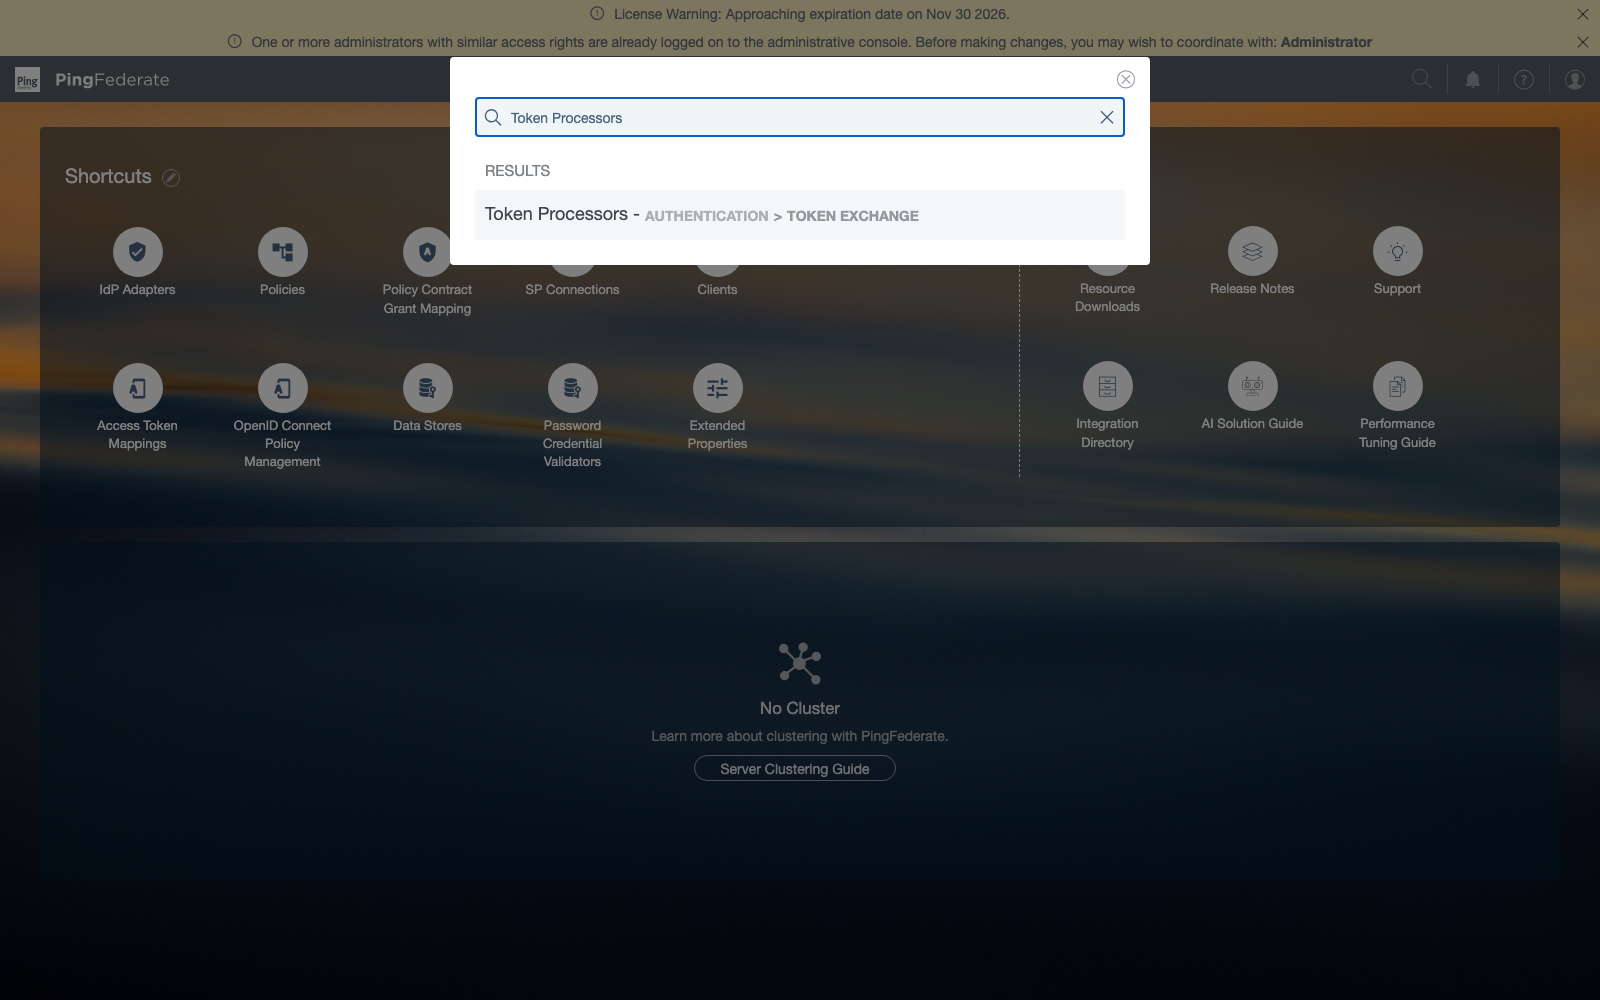 License Warning: Approaching expiration date on Nov 30 2026.
One or more administrators with similar access rights are already logged on to the administrative console. Before making changes, you may wish to coordinate with: Administrator
Ping
PingFederate
Token Processors
RESULTS
Token Processors - AUTHENTICATION > TOKEN EXCHANGE
Shortcuts
IdP Adapters
Policies
Policy Contract
Grant Mapping
SP Connections
Clients
Access Token
Mappings
OpenID Connect
Policy
Management
Data Stores
Password
Credential
Validators
Extended
Properties
Resource
Downloads
Release Notes
Support
Integration
Directory
AI Solution Guide
Performance
Tuning Guide
No Cluster
Learn more about clustering with PingFederate.
Server Clustering Guide